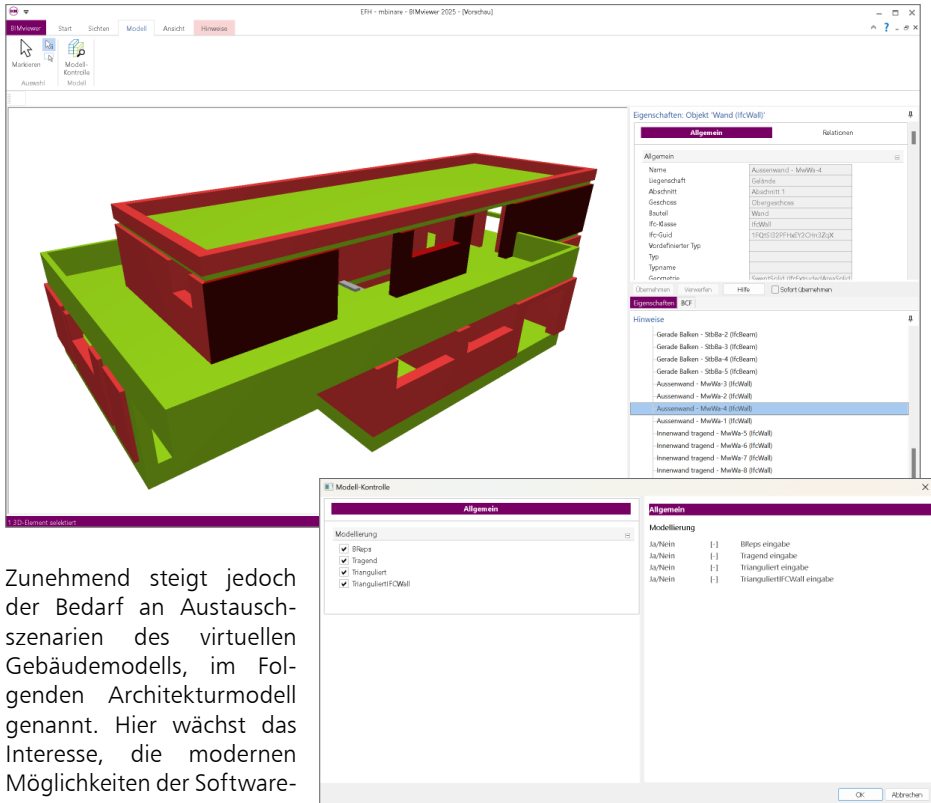 EFH - mbinare - BIMviewer 2025 - [Vorschau]
BIMviewer Start Sichten Modell Ansicht Hinweise
Markieren
Modell-
Kontrolle
Auswahl Modell
Eigenschaften: Objekt 'Wand (IfcWall)'
Allgemein Relationen
Allgemein
Name Aussenwand - MwWa-4
Liegenschaft Gelände
Abschnitt Abschnitt 1
Geschoss Obergeschoss
Bauteil Wand
Ifc-Klasse IfcWall
Ifc-Guid
Vordefinierter Typ
Typ
Typname
Geometrie SweptSolid (IfcExtrudedAreaSolid)
Übernehmen Verwerfen Hilfe Sofort übernehmen
Eigenschaften BCF
Hinweise
Gerade Balken - StbBa-2 (IfcBeam)
Gerade Balken - StbBa-3 (IfcBeam)
Gerade Balken - StbBa-4 (IfcBeam)
Gerade Balken - StbBa-5 (IfcBeam)
Aussenwand - MwWa-3 (IfcWall)
Aussenwand - MwWa-2 (IfcWall)
Aussenwand - MwWa-4 (IfcWall)
Aussenwand - MwWa-1 (IfcWall)
Innenwand tragend - MwWa-5 (IfcWall)
Innenwand tragend - MwWa-6 (IfcWall)
Innenwand tragend - MwWa-7 (IfcWall)
Innenwand tragend - MwWa-8 (IfcWall)
1 3D-Element selektiert
Modell-Kontrolle
Allgemein
Modellierung
BReps
Tragend
Trianguliert
TrianguliertIFCWall
Allgemein
Modellierung
Ja/Nein [-] BReps eingabe
Ja/Nein [-] Tragend eingabe
Ja/Nein [-] Trianguliert eingabe
Ja/Nein [-] TrianguliertIFCWall eingabe
OK Abbrechen
Zunehmend steigt jedoch
der Bedarf an Austausch-
szenarien des virtuellen
Gebäudemodells, im Fol-
genden Architekturmodell
genannt. Hier wächst das
Interesse, die modernen
Möglichkeiten der Software-